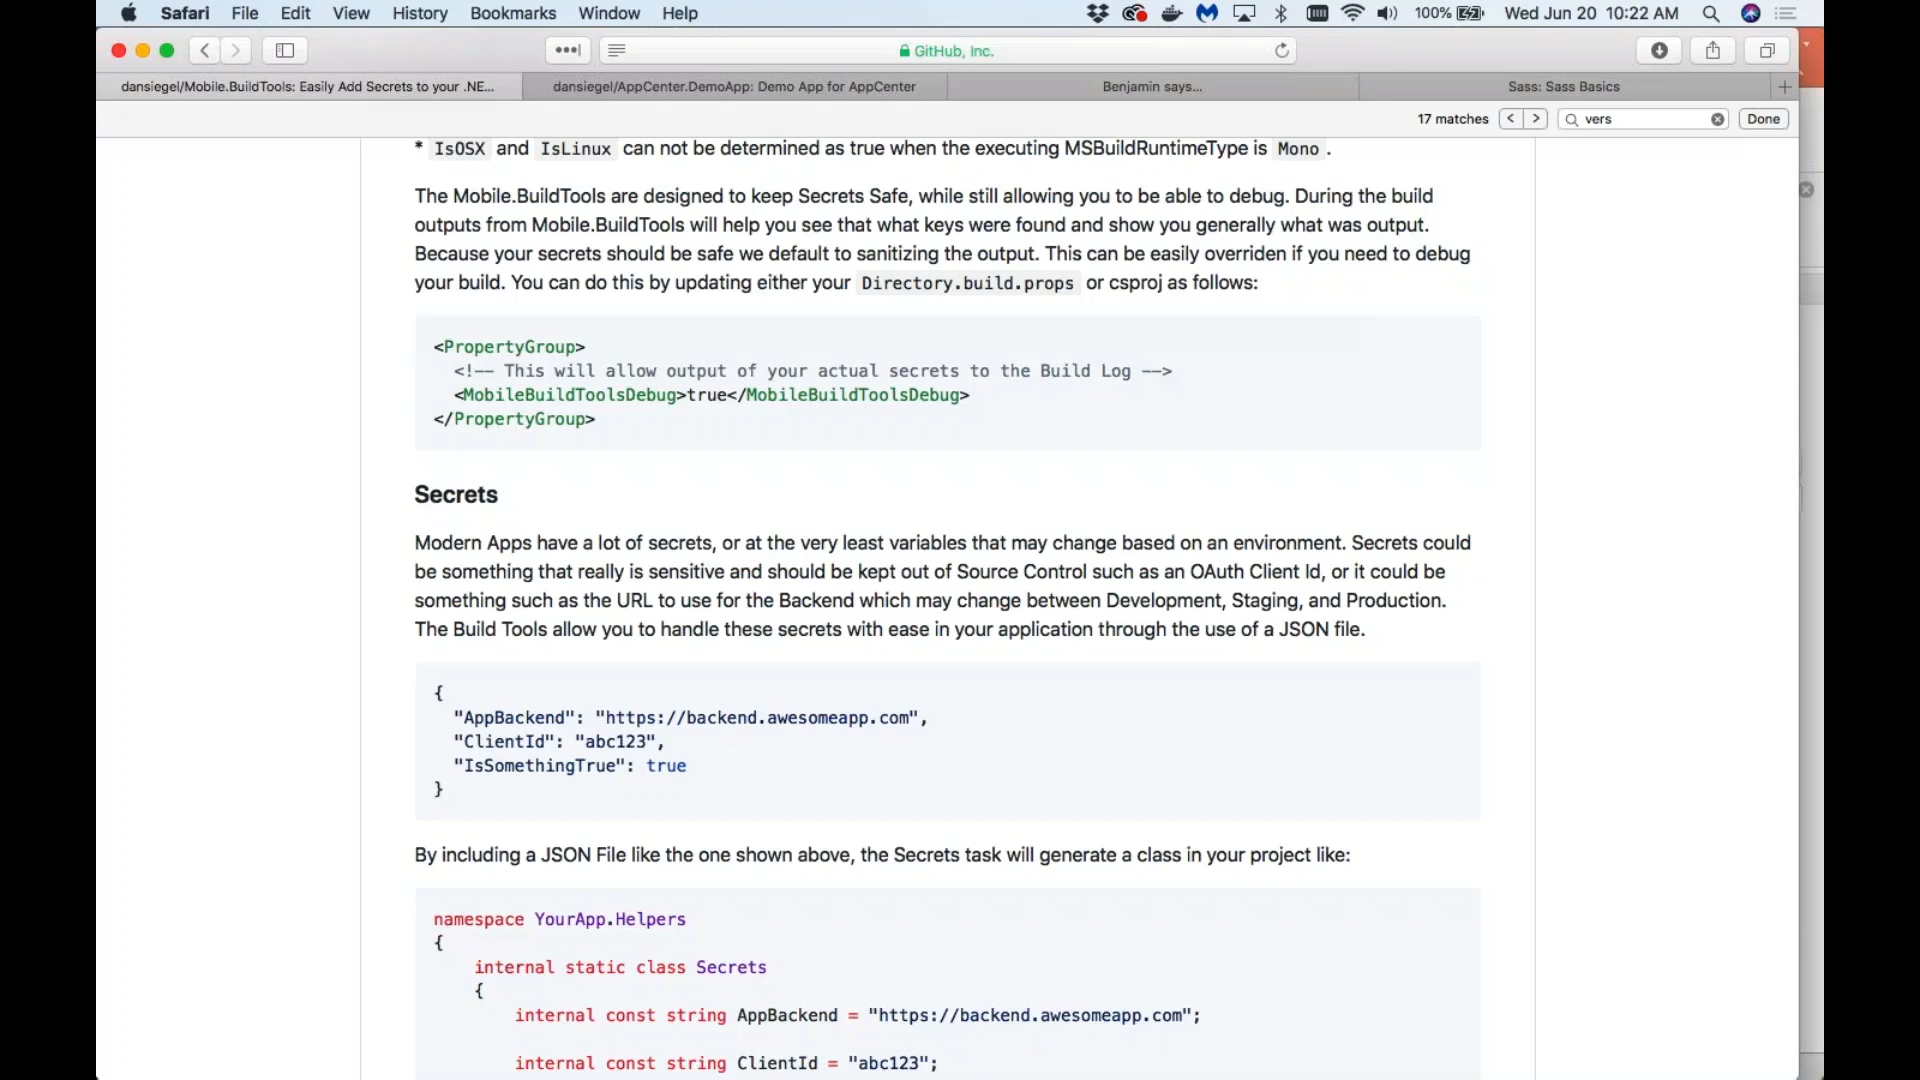 Safari File Edit View History Bookmarks Window Help 100% Wed Jun 20 10:22 AM
GitHub, Inc.
dansiegel/Mobile.BuildTools: Easily Add Secrets to your .NE... dansiegel/AppCenter.DemoApp: Demo App for AppCenter Benjamin says... Sass: Sass Basics
17 matches < > vers Done
* IsOSX and IsLinux can not be determined as true when the executing MSBuildRuntimeType is Mono .
The Mobile.BuildTools are designed to keep Secrets Safe, while still allowing you to be able to debug. During the build
outputs from Mobile.BuildTools will help you see that what keys were found and show you generally what was output.
Because your secrets should be safe we default to sanitizing the output. This can be easily overriden if you need to debug
your build. You can do this by updating either your Directory.build.props or csproj as follows:
<PropertyGroup>
<!-- This will allow output of your actual secrets to the Build Log -->
<MobileBuildToolsDebug>true</MobileBuildToolsDebug>
</PropertyGroup>
Secrets
Modern Apps have a lot of secrets, or at the very least variables that may change based on an environment. Secrets could
be something that really is sensitive and should be kept out of Source Control such as an OAuth Client Id, or it could be
something such as the URL to use for the Backend which may change between Development, Staging, and Production.
The Build Tools allow you to handle these secrets with ease in your application through the use of a JSON file.
{
"AppBackend": "https://backend.awesomeapp.com",
"ClientId": "abc123",
"IsSomethingTrue": true
}
By including a JSON File like the one shown above, the Secrets task will generate a class in your project like:
namespace YourApp.Helpers
{
internal static class Secrets
{
internal const string AppBackend = "https://backend.awesomeapp.com";
internal const string ClientId = "abc123";